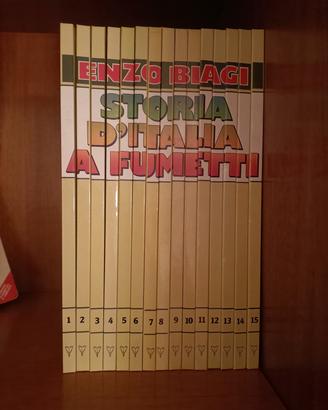 ENZO BIAGI
STORIA
D'ITALIA
A FUMETTI
1 2 3 4 5 6 7 8 9 10 11 12 13 14 15